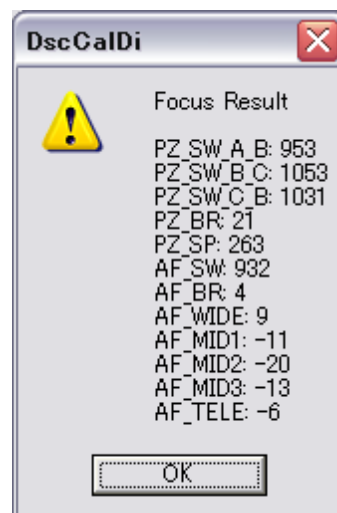 DscCalDi
Focus Result
PZ_SW_A_B: 953
PZ_SW_B_C: 1053
PZ_SW_C_B: 1031
PZ_BR: 21
PZ_SP: 263
AF_SW: 932
AF_BR: 4
AF_WIDE: 9
AF_MID1: -11
AF_MID2: -20
AF_MID3: -13
AF_TELE: -6
OK